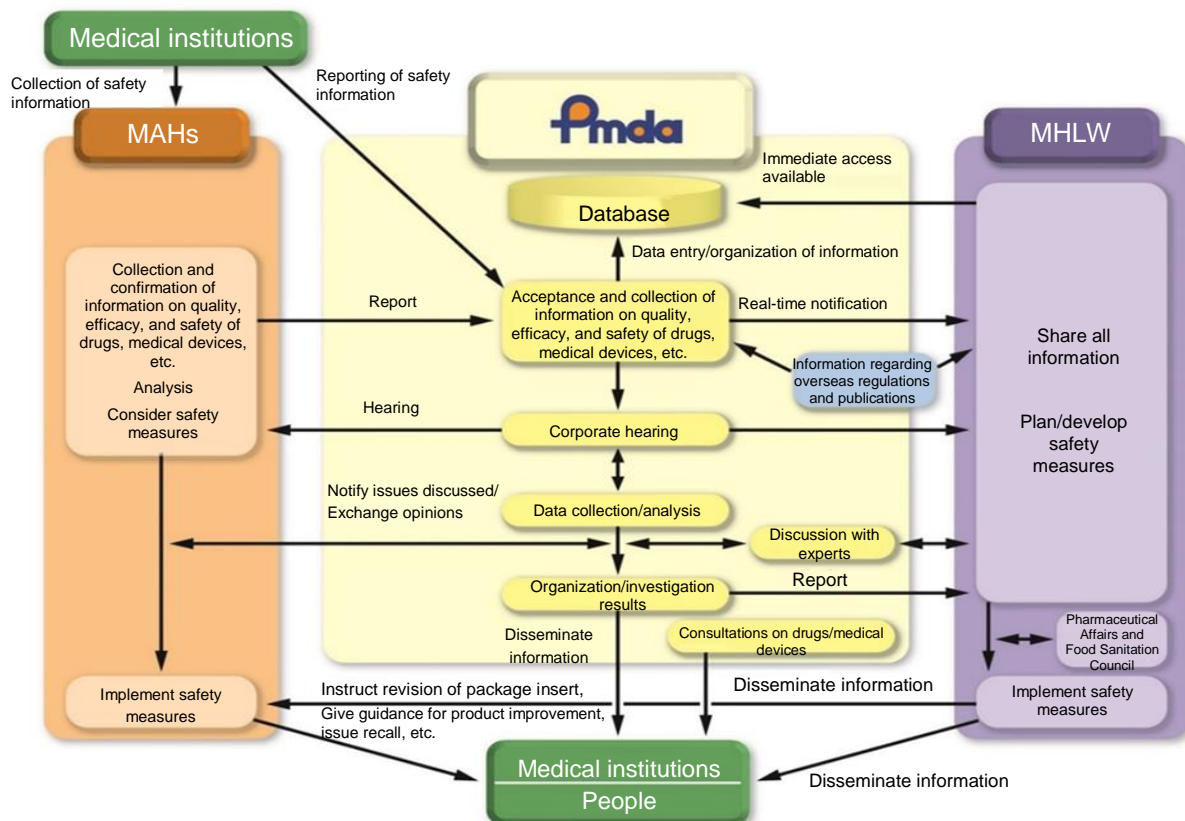 Medical institutions
Collection of safety
information
Reporting of safety
information
MAHs
Pmda
MHLW
Immediate access
available
Database
Data entry/organization of information
Collection and
confirmation of
information on quality,
efficacy, and safety of
drugs, medical devices,
etc.
Analysis
Consider safety
measures
Report
Acceptance and collection of
information on quality,
efficacy, and safety of drugs,
medical devices, etc.
Real-time notification
Information regarding
overseas regulations
and publications
Share all
information
Plan/develop
safety
measures
Hearing
Corporate hearing
Notify issues discussed/
Exchange opinions
Data collection/analysis
Discussion with
experts
Organization/investigation
results
Report
Disseminate
information
Consultations on drugs/medical
devices
Pharmaceutical
Affairs and
Food Sanitation
Council
Implement safety
measures
Instruct revision of package insert,
Give guidance for product improvement,
issue recall, etc.
Disseminate information
Implement safety
measures
Medical institutions
People
Disseminate information